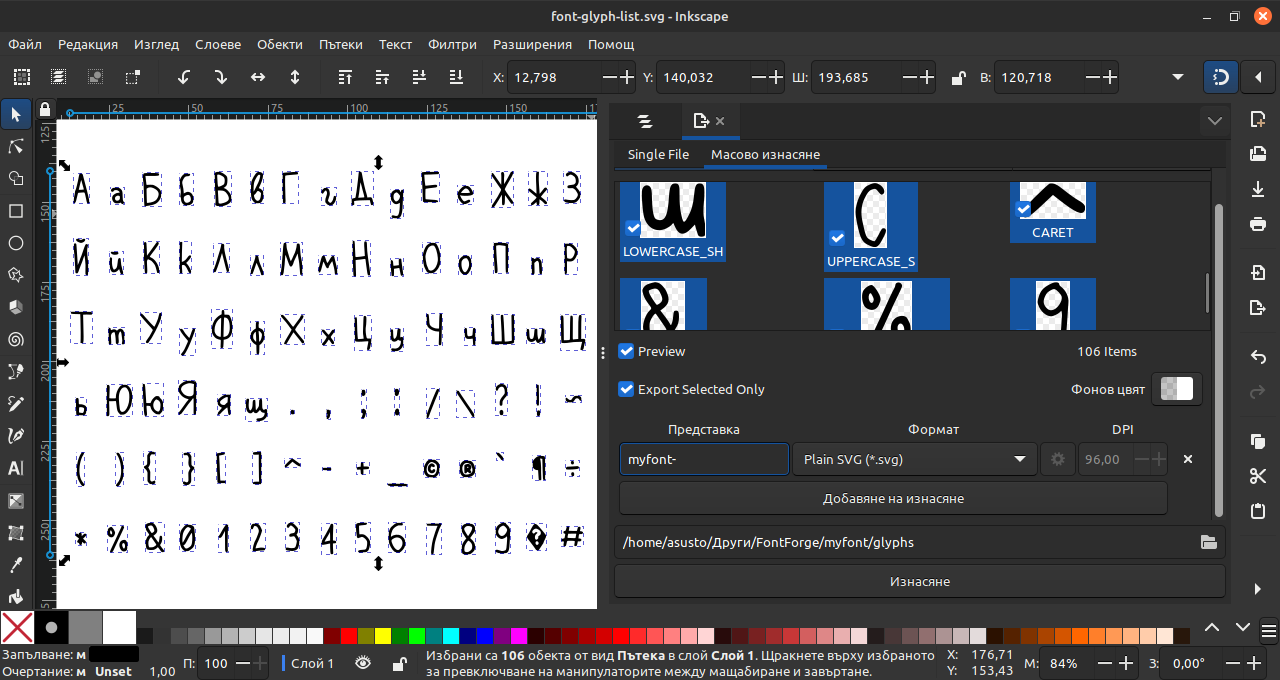 font-glyph-list.svg - Inkscape
Файл Редакция Изглед Слоеве Обекти Пътеки Текст Филтри Разширения Помощ
X: 12,798 Y: 140,032 Ш: 193,685 В: 120,718
25 50 75 100 125 150 17
125 150 175 200 225 250
А а Б б В в Г г Д д Е е Ж ж З
Й й К к Л л М м Н н О о П п Р
Т т У у Ф ф Х х Ц ц Ч ч Ш ш Щ
ь Ю ю Я я щ . , ; : / \ ? ! ~
( ) { } [ ] ^ - + _ © ® ` ¶ ÷
* % & 0 1 2 3 4 5 6 7 8 9 � #
Single File Масово изнасяне
ш С ^
LOWERCASE_SH UPPERCASE_S CARET
& % 9
Preview 106 Items
Export Selected Only Фонов цвят
Представка Формат DPI
myfont- Plain SVG (*.svg) 96,00
Добавяне на изнасяне
/home/asusto/Други/FontForge/myfont/glyphs
Изнасяне
Запълване: м
Очертание: м Unset 1,00
П: 100
Слой 1
Избрани са 106 обекта от вид Пътека в слой Слой 1. Щракнете върху избраното
за превключване на манипулаторите между мащабиране и завъртане.
X: 176,71
Y: 153,43
М: 84% З: 0,00°